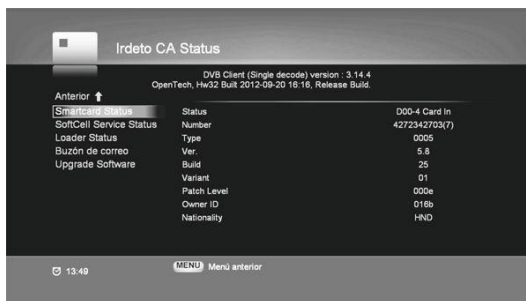 Irdeto CA Status
DVB Client (Single decode) version : 3.14.4
OpenTech, Hw32 Built 2012-09-20 16:16, Release Build.
Anterior
Smartcard Status
SoftCell Service Status
Loader Status
Buzón de correo
Upgrade Software
Status D00-4 Card In
Number 4272342703(7)
Type 0005
Ver. 5.8
Build 25
Variant 01
Patch Level 000e
Owner ID 016b
Nationality HND
13:49
MENU Menú anterior